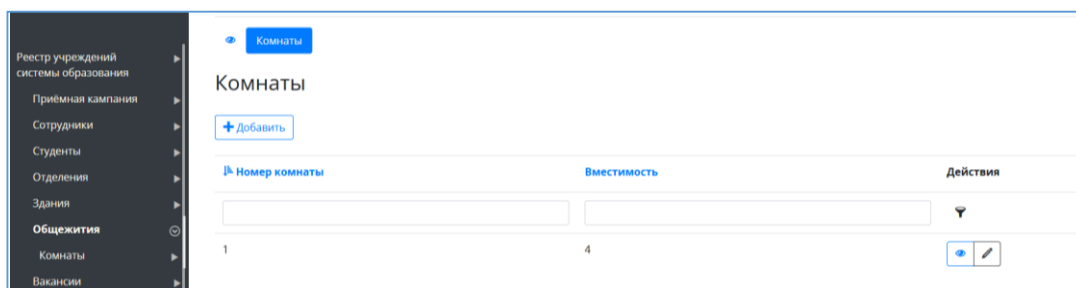 Комнаты
Реестр учреждений
системы образования
Приёмная кампания
Сотрудники
Студенты
Отделения
Здания
Общежития
Комнаты
Вакансии
Комнаты
Добавить
Номер комнаты Вместимость Действия
1 4